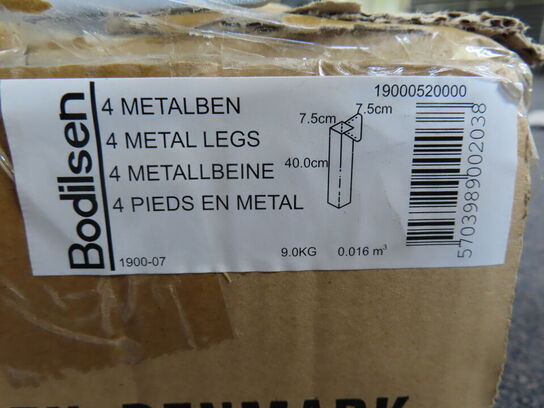 Bodilsen
4 METALBEN
4 METAL LEGS
4 METALLBEINE
4 PIEDS EN METAL
1900-07
19000520000
7.5cm
7.5cm
40.0cm
9.0KG 0.016 m³
5703989002038
DENMARK